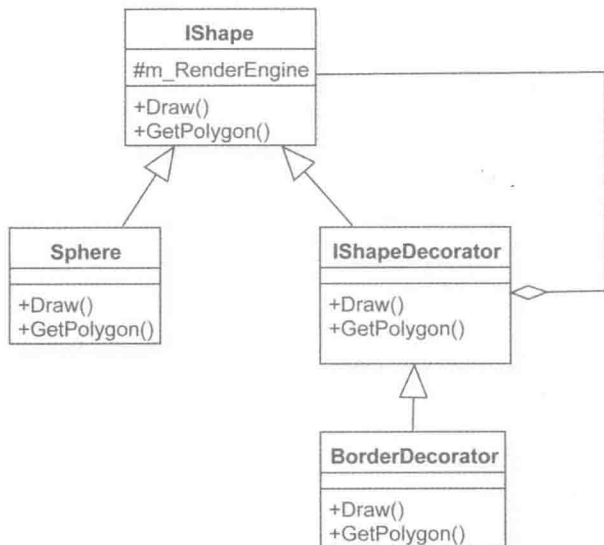 IShape
#m_RenderEngine
+Draw()
+GetPolygon()
Sphere
+Draw()
+GetPolygon()
IShapeDecorator
+Draw()
+GetPolygon()
BorderDecorator
+Draw()
+GetPolygon()